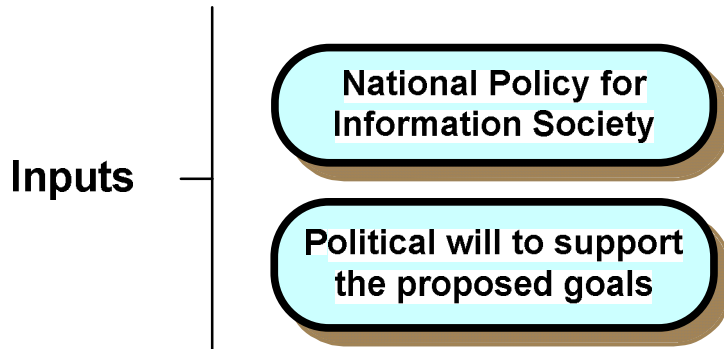 Inputs
National Policy for
Information Society
Political will to support
the proposed goals